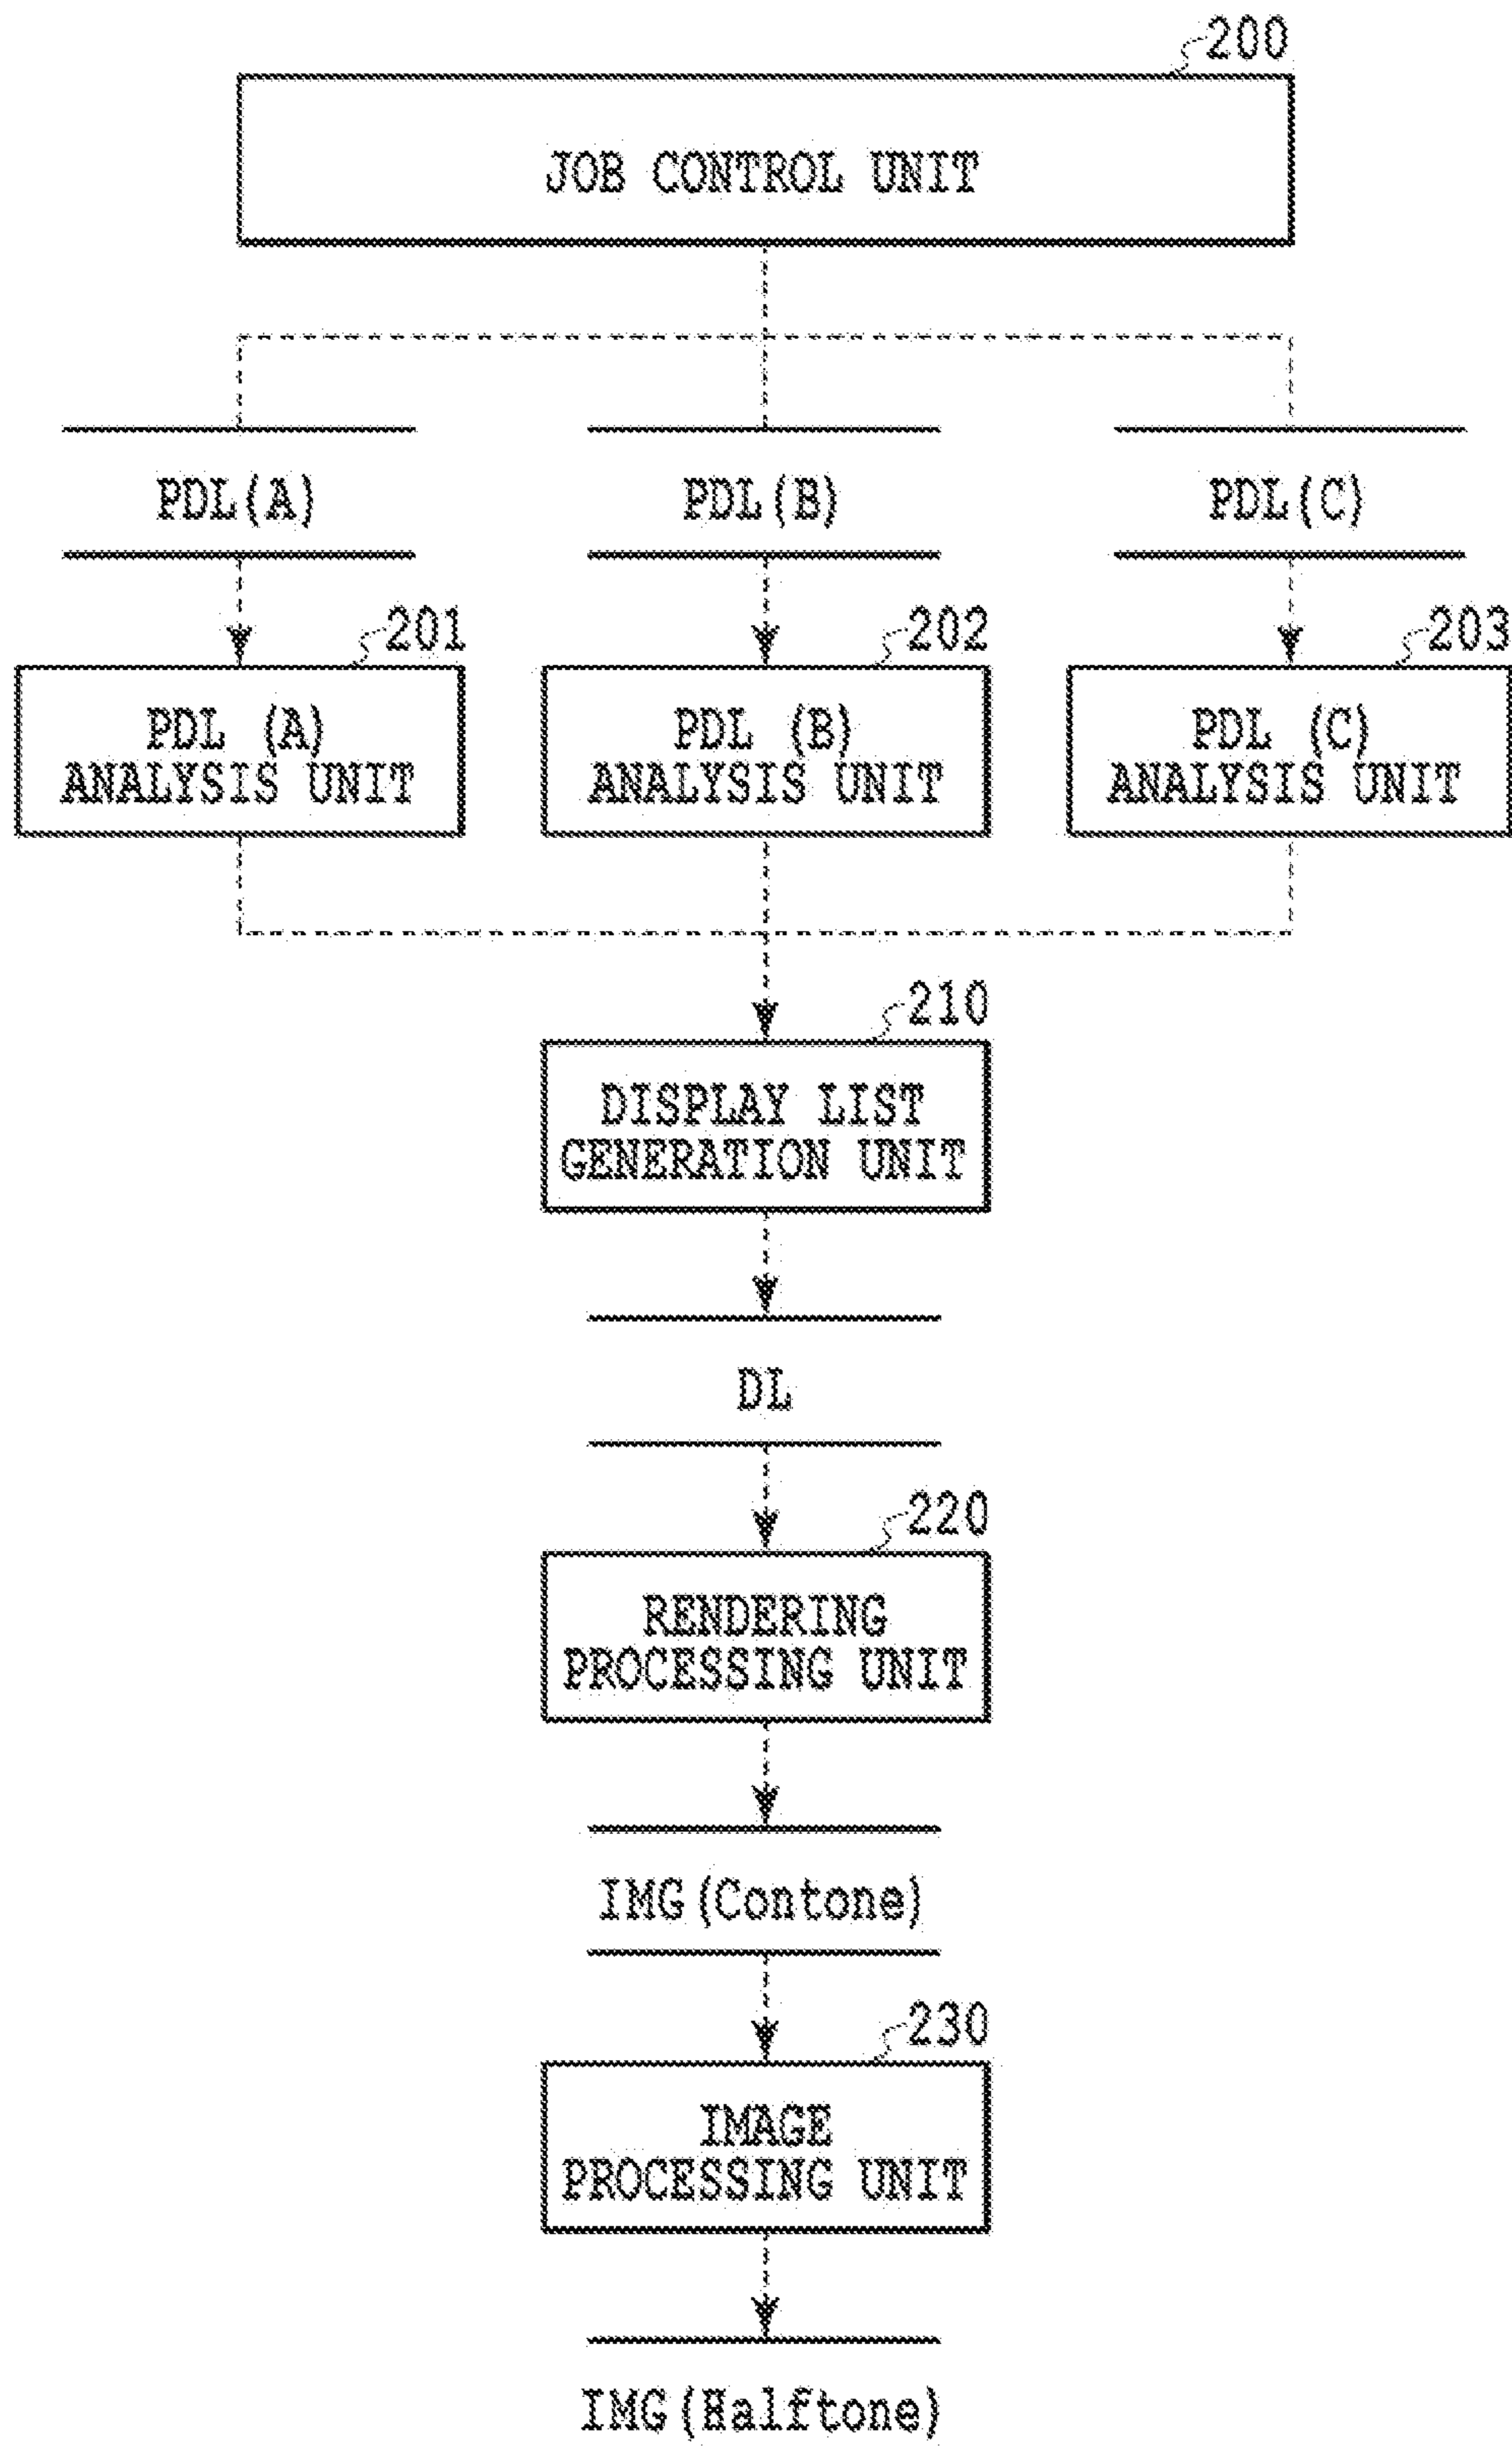 200
JOB CONTROL UNIT
PDL(A)
PDL(B)
PDL(C)
201
202
203
PDL (A)
ANALYSIS UNIT
PDL (B)
ANALYSIS UNIT
PDL (C)
ANALYSIS UNIT
210
DISPLAY LIST
GENERATION UNIT
DL
220
RENDERING
PROCESSING UNIT
IMG(Contone)
230
IMAGE
PROCESSING UNIT
IMG(Halftone)